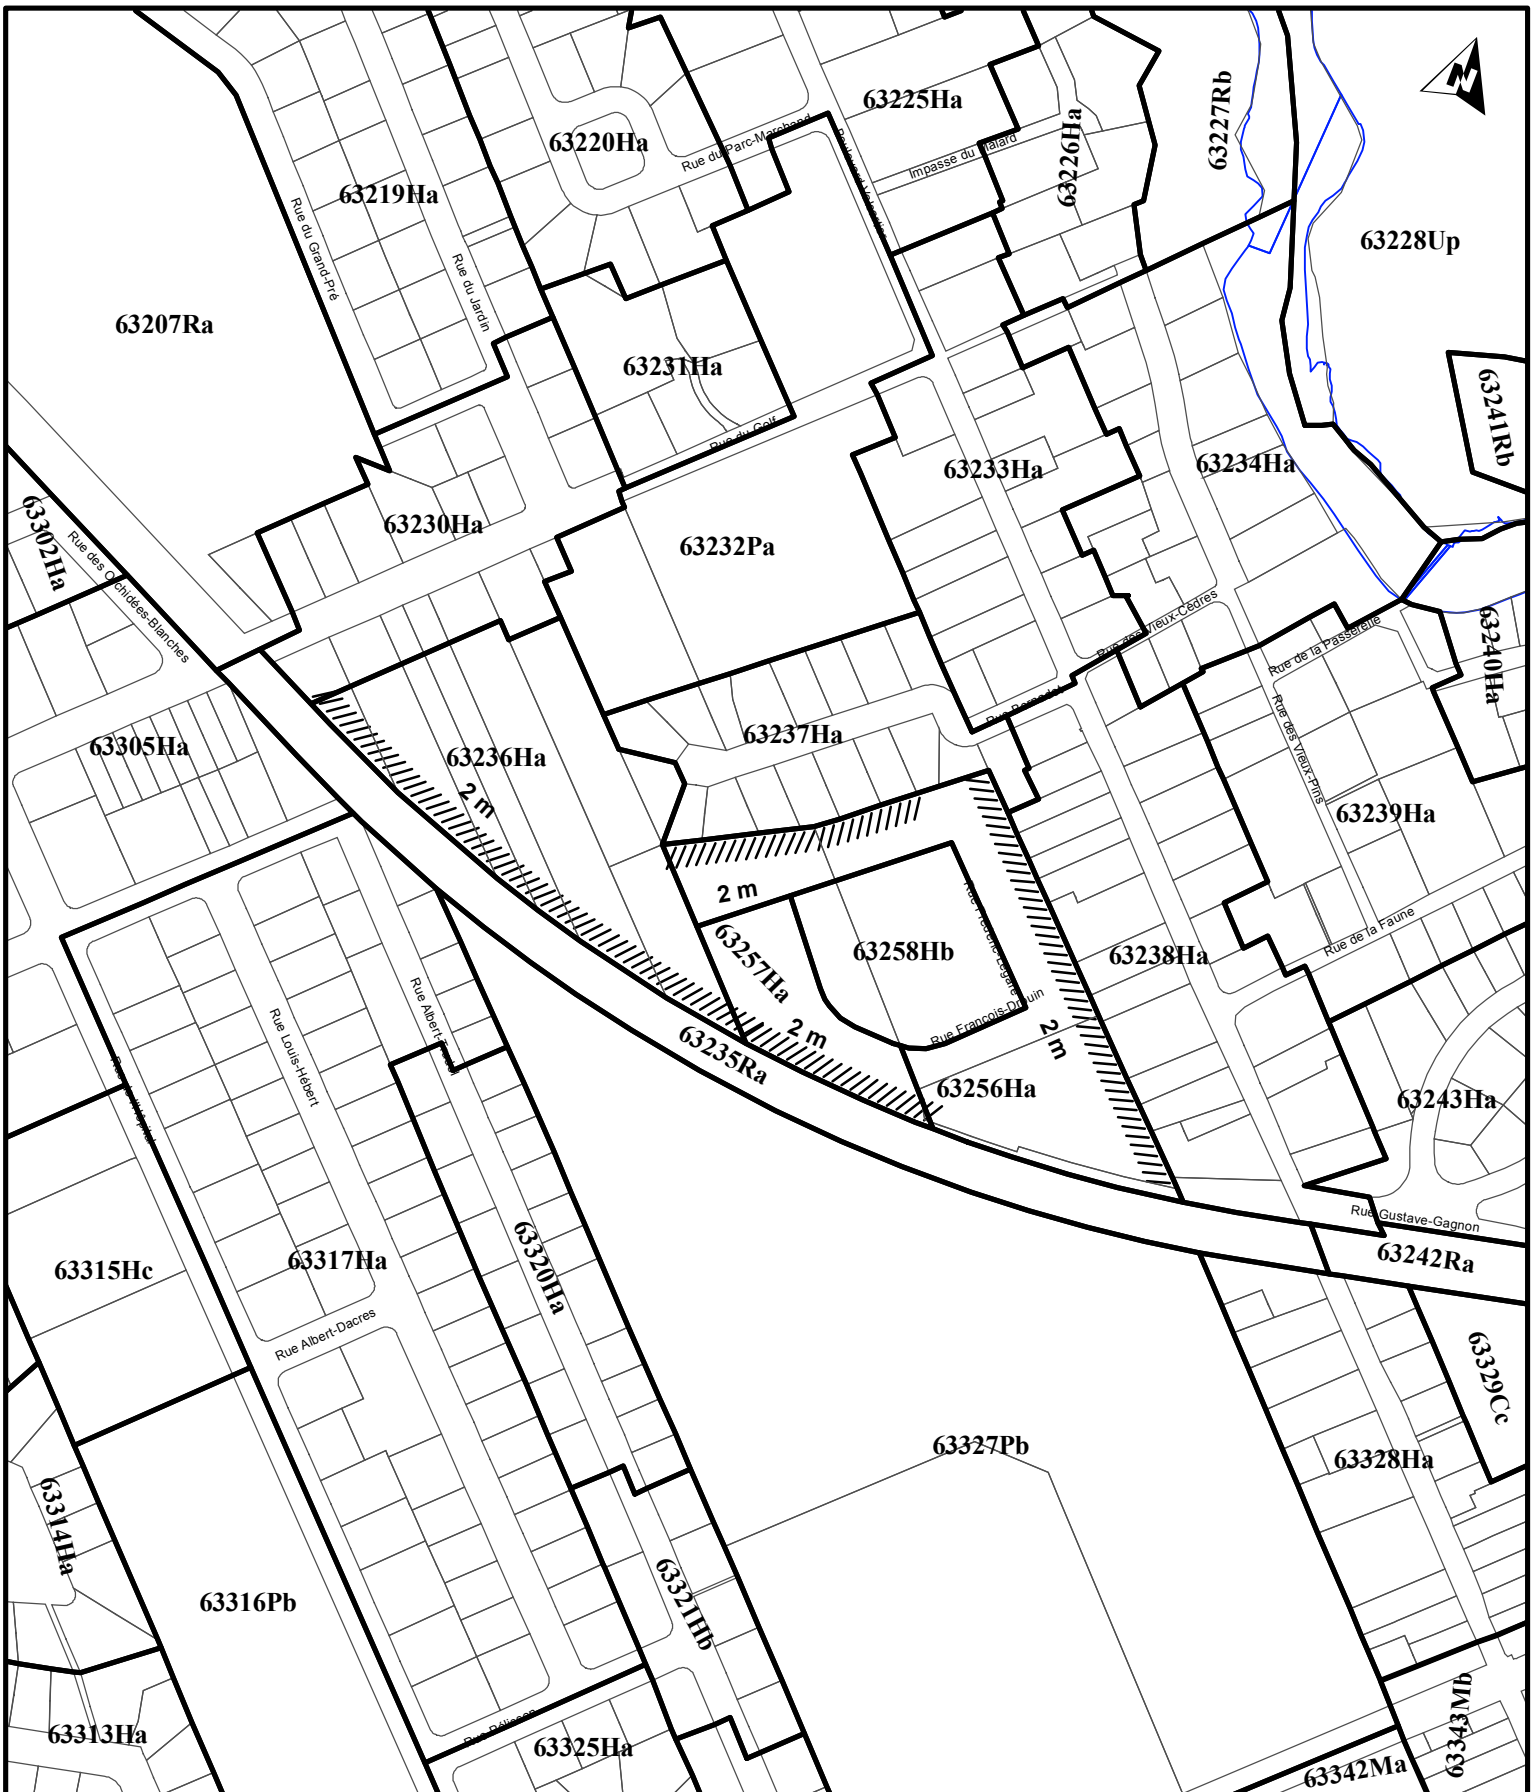 N
63225Ha
63220Ha
63226Ha
63227Rb
Rue du Parc-Marchand
Impasse du Malard
63219Ha
Rue du Grand-Pré
Rue du Jardin
63228Up
63207Ra
63231Ha
Rue du Golf
63241Rb
63233Ha
63234Ha
63302Ha
63230Ha
63232Pa
Rue des Orchidées-Blanches
Rue des Vieux-Cèdres
Rue de la Passerelle
63240Ha
63305Ha
63236Ha
2 m
63237Ha
Rue des Vieux-Pins
63239Ha
2 m
63257Ha
63258Hb
63238Ha
Rue de la Faune
Rue François-Drouin
2 m
2 m
63235Ra
63256Ha
63243Ha
Rue Louis-Hébert
Rue Gustave-Gagnon
63242Ra
63315Hc
63317Ha
63320Ha
Rue Albert-Dacres
63329Cc
63327Pb
63328Ha
63314Ha
63316Pb
63321Hb
63313Ha
63325Ha
63343Mb
63342Ma